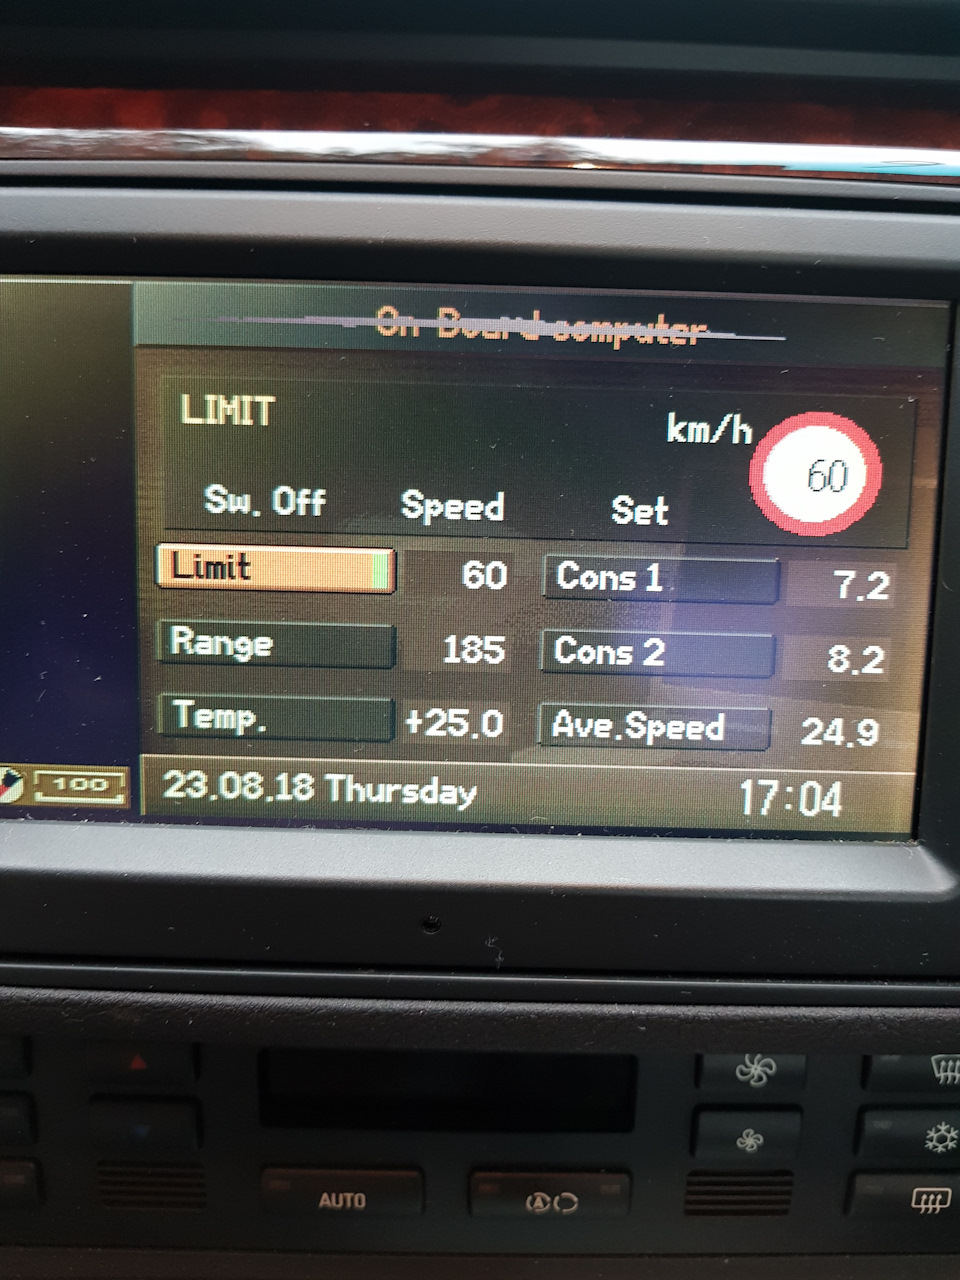 On-Board computer
LIMIT km/h 60
Sw. Off Speed Set
Limit 60 Cons 1 7.2
Range 185 Cons 2 8.2
Temp. +25.0 Ave.Speed 24.9
100 23.08.18 Thursday 17:04
AUTO
A